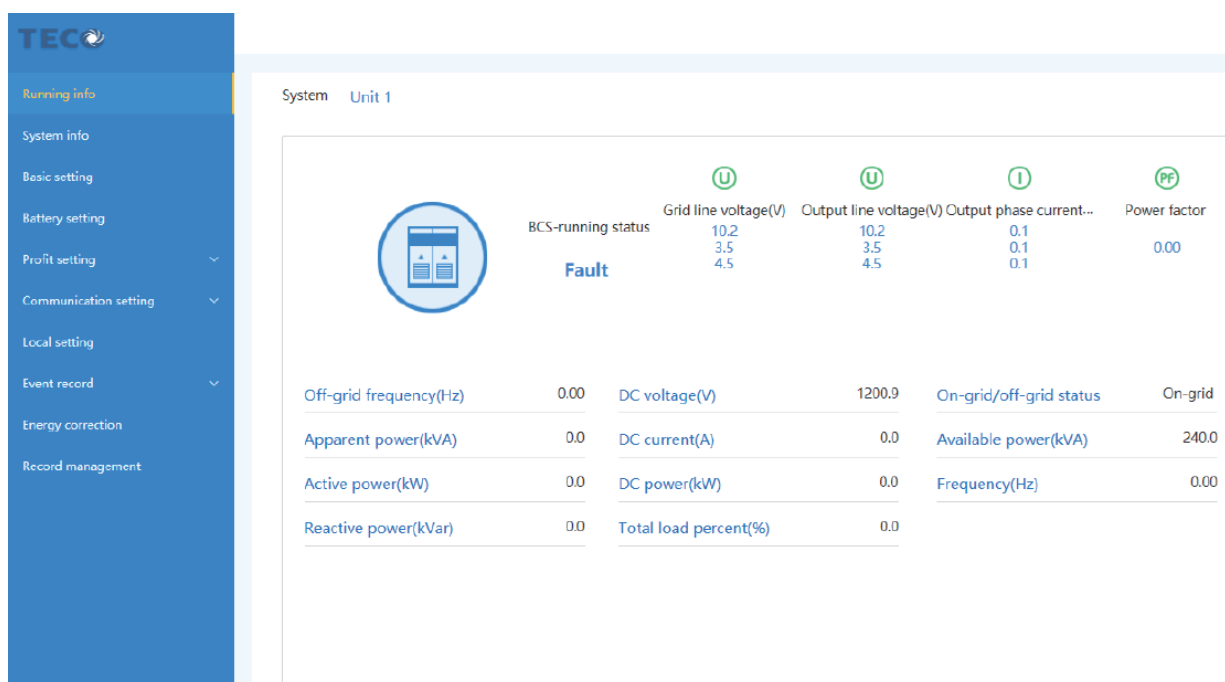 TECO
Running info
System info
Basic setting
Battery setting
Profit setting
Communication setting
Local setting
Event record
Energy correction
Record management
System Unit 1
BCS-running status
Fault
U
Grid line voltage(V)
10.2
3.5
4.5
U
Output line voltage(V)
10.2
3.5
4.5
I
Output phase current...
0.1
0.1
0.1
PF
Power factor
0.00
Off-grid frequency(Hz) 0.00 DC voltage(V) 1200.9 On-grid/off-grid status On-grid
Apparent power(kVA) 0.0 DC current(A) 0.0 Available power(kVA) 240.0
Active power(kW) 0.0 DC power(kW) 0.0 Frequency(Hz) 0.00
Reactive power(kVar) 0.0 Total load percent(%) 0.0